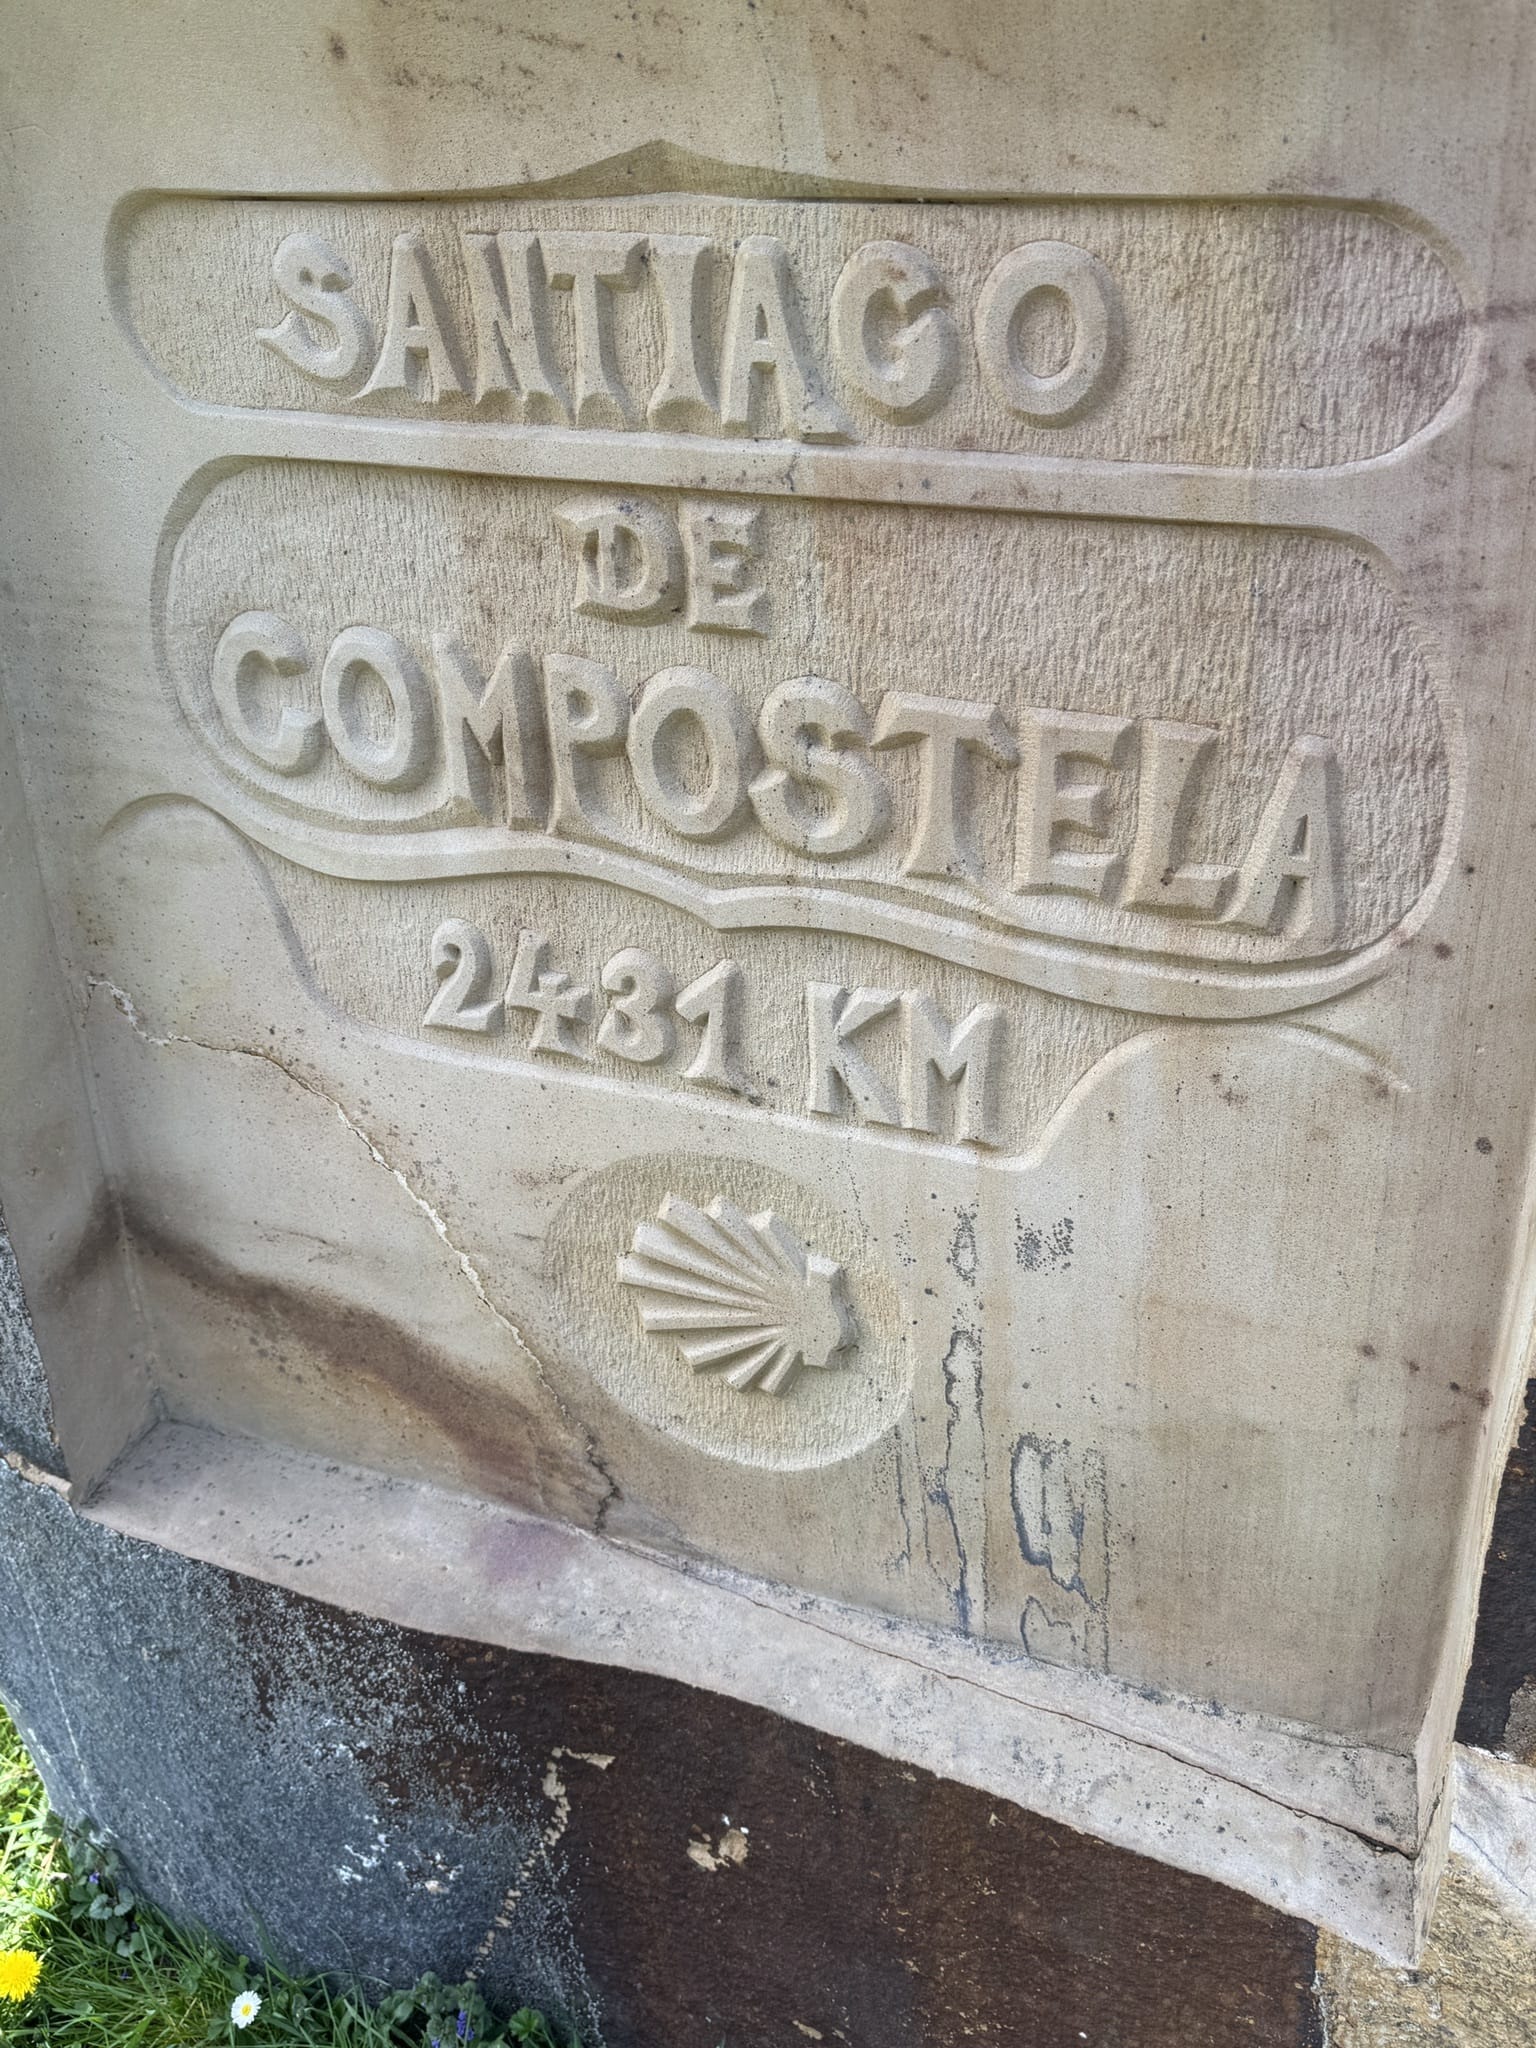 SANTIAGO
DE
COMPOSTELA
2431 KM